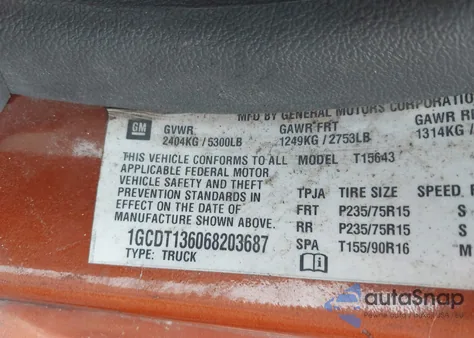 MFD BY GENERAL MOTORS CORPORATION
GM GVWR GAWR FRT GAWR
2404KG / 5300LB 1249KG / 2753LB 1314KG
THIS VEHICLE CONFORMS TO ALL MODEL T15643
APPLICABLE FEDERAL MOTOR
VEHICLE SAFETY AND THEFT TPJA TIRE SIZE SPEED
PREVENTION STANDARDS IN FRT P235/75R15 S
EFFECT ON THE DATE OF RR P235/75R15 S
MANUFACTURE SHOWN ABOVE. SPA T155/90R16 M
1GCDT136068203687
TYPE: TRUCK
autoSnap